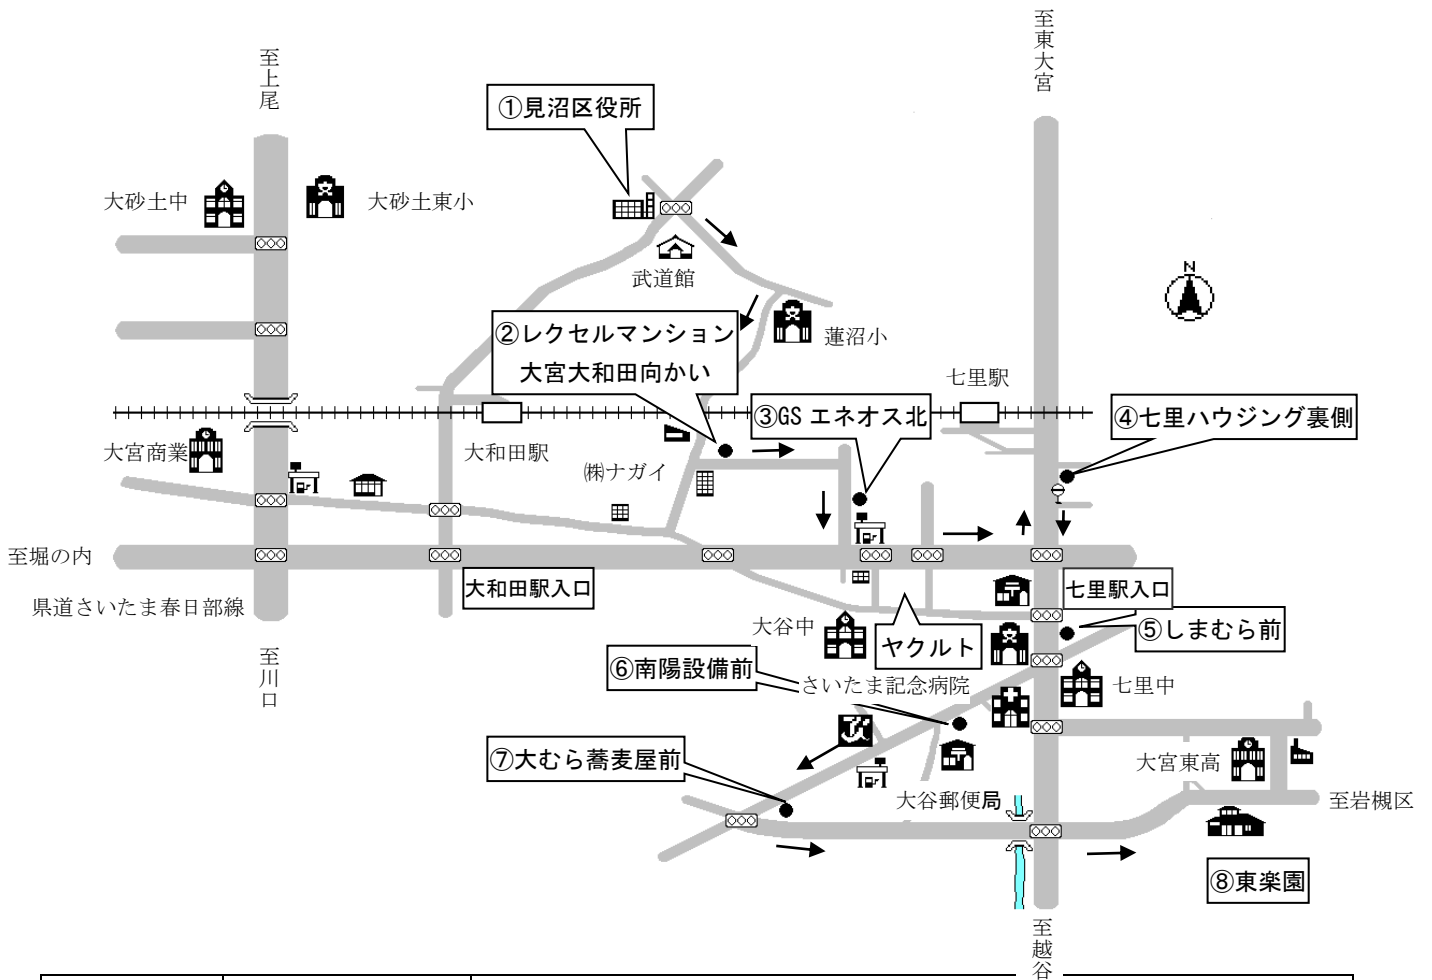 至東大宮
至上尾
①見沼区役所
大砂土中
大砂土東小
武道館
N
②レクセルマンション
大宮大和田向かい
蓮沼小
七里駅
③GSエネオス北
④七里ハウジング裏側
大宮商業
大和田駅
㈱ナガイ
至堀の内
大和田駅入口
七里駅入口
県道さいたま春日部線
大谷中
ヤクルト
⑤しまむら前
至川口
⑥南陽設備前
さいたま記念病院
七里中
⑦大むら蕎麦屋前
大宮東高
大谷郵便局
至岩槻区
⑧東楽園
至越谷